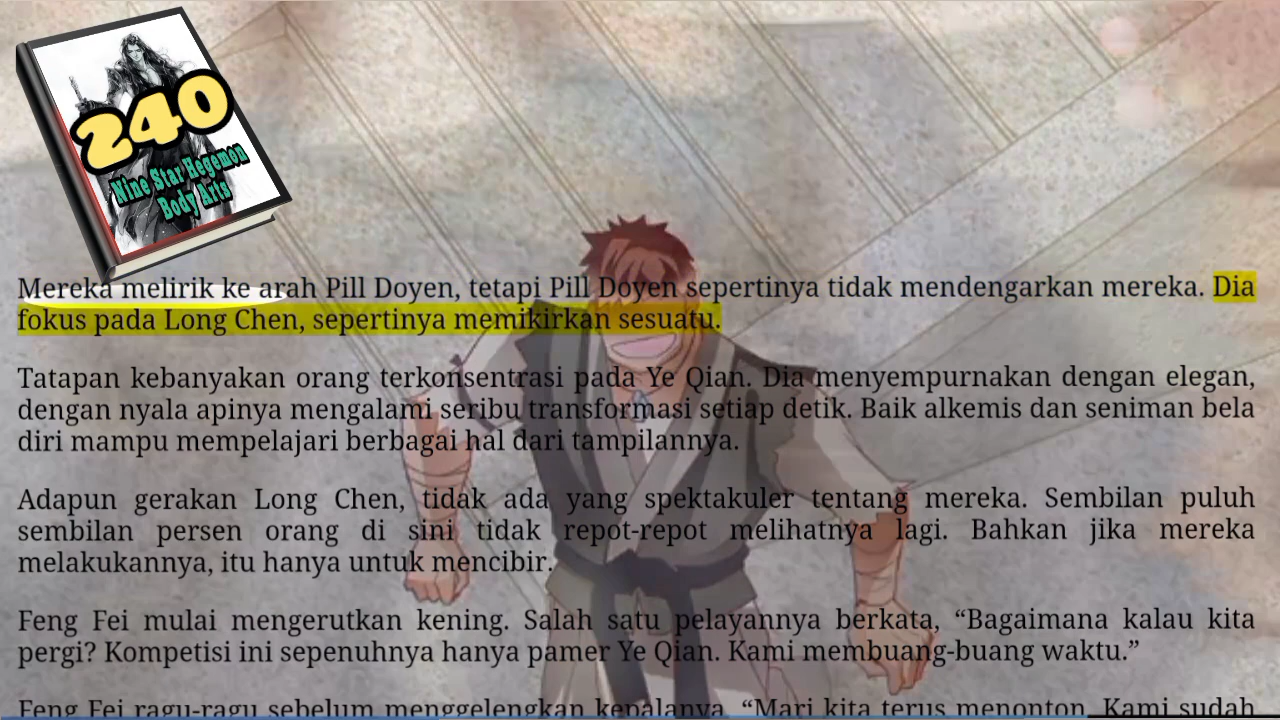 240
Nine Star Hegemon
Body Arts
Mereka melirik ke arah Pill Doyen, tetapi Pill Doyen sepertinya tidak mendengarkan mereka. Dia
fokus pada Long Chen, sepertinya memikirkan sesuatu.
Tatapan kebanyakan orang terkonsentrasi pada Ye Qian. Dia menyempurnakan dengan elegan,
dengan nyala apinya mengalami seribu transformasi setiap detik. Baik alkemis dan seniman bela
diri mampu mempelajari berbagai hal dari tampilannya.
Adapun gerakan Long Chen, tidak ada yang spektakuler tentang mereka. Sembilan puluh
sembilan persen orang di sini tidak repot-repot melihatnya lagi. Bahkan jika mereka
melakukannya, itu hanya untuk mencibir.
Feng Fei mulai mengerutkan kening. Salah satu pelayannya berkata, “Bagaimana kalau kita
pergi? Kompetisi ini sepenuhnya hanya pamer Ye Qian. Kami membuang-buang waktu.”
Feng Fei ragu-ragu sebelum menggelengkan kepalanya. “Mari kita terus menonton. Kami sudah